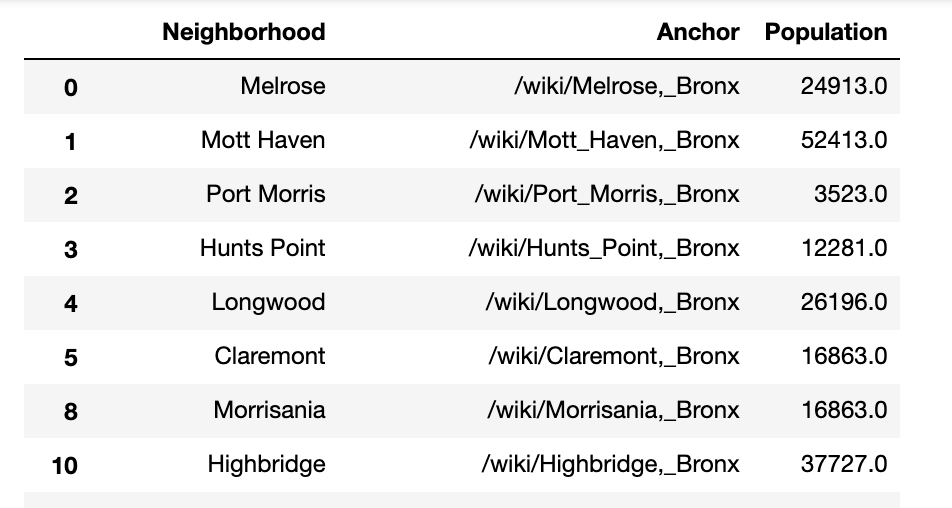 Neighborhood Anchor Population
0 Melrose /wiki/Melrose,_Bronx 24913.0
1 Mott Haven /wiki/Mott_Haven,_Bronx 52413.0
2 Port Morris /wiki/Port_Morris,_Bronx 3523.0
3 Hunts Point /wiki/Hunts_Point,_Bronx 12281.0
4 Longwood /wiki/Longwood,_Bronx 26196.0
5 Claremont /wiki/Claremont,_Bronx 16863.0
8 Morrisania /wiki/Morrisania,_Bronx 16863.0
10 Highbridge /wiki/Highbridge,_Bronx 37727.0